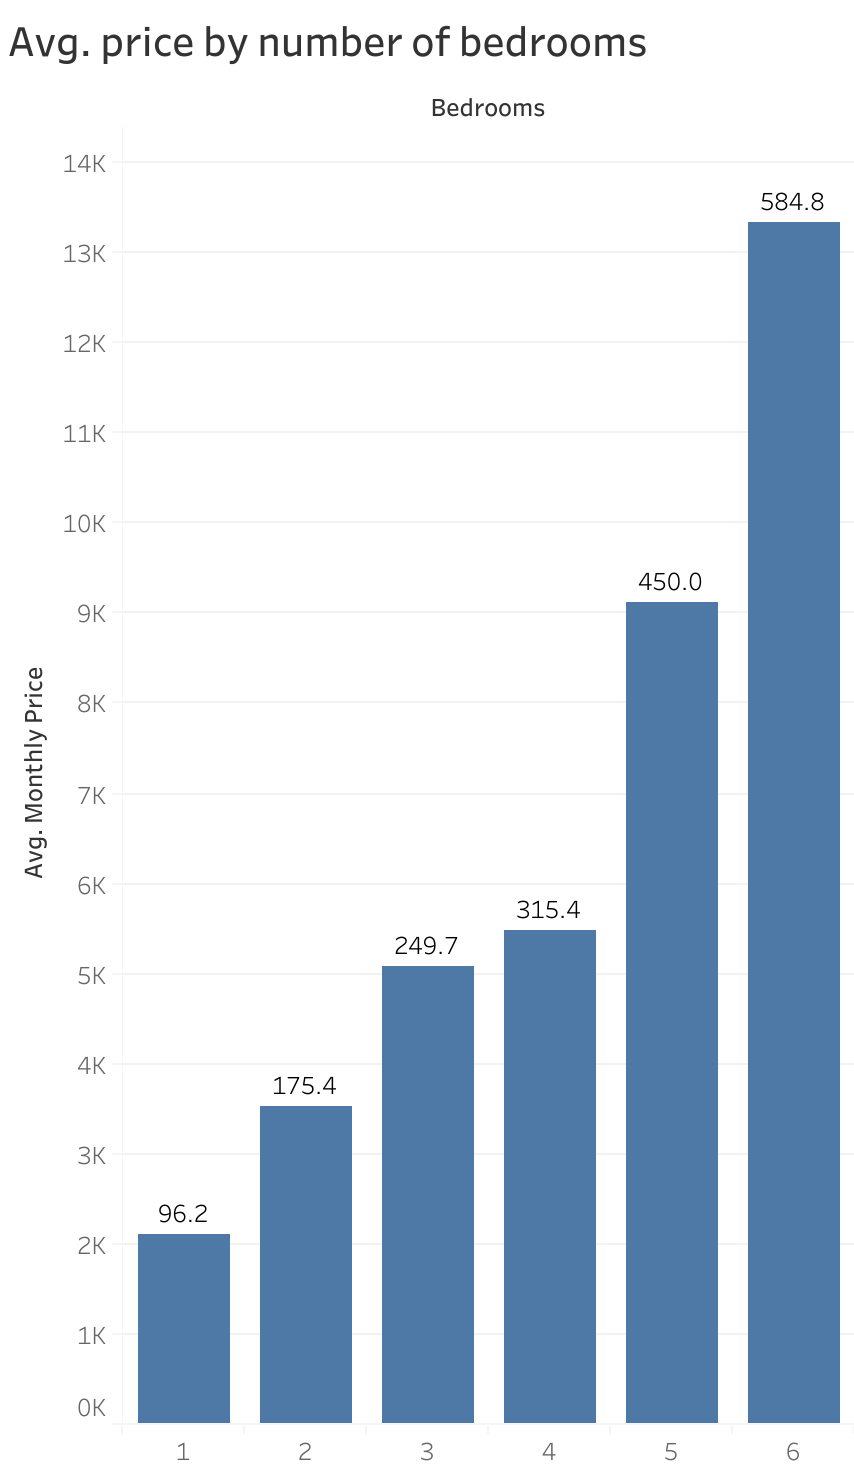 Avg. price by number of bedrooms
Bedrooms
14K
13K
12K
11K
10K
9K
8K
7K
6K
5K
4K
3K
2K
1K
0K
Avg. Monthly Price
96.2
175.4
249.7
315.4
450.0
584.8
1 2 3 4 5 6